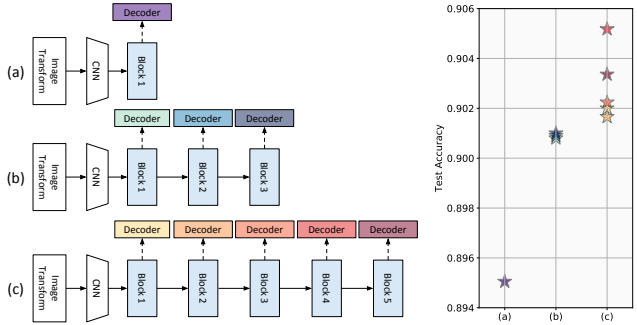 Decoder
(a)
Image
Transform
CNN
Block 1
Decoder
Decoder
Decoder
(b)
Image
Transform
CNN
Block 1
Block 2
Block 3
Decoder
Decoder
Decoder
Decoder
Decoder
(c)
Image
Transform
CNN
Block 1
Block 2
Block 3
Block 4
Block 5
Test Accuracy
0.906
0.904
0.902
0.900
0.898
0.896
0.894
(a)
(b)
(c)